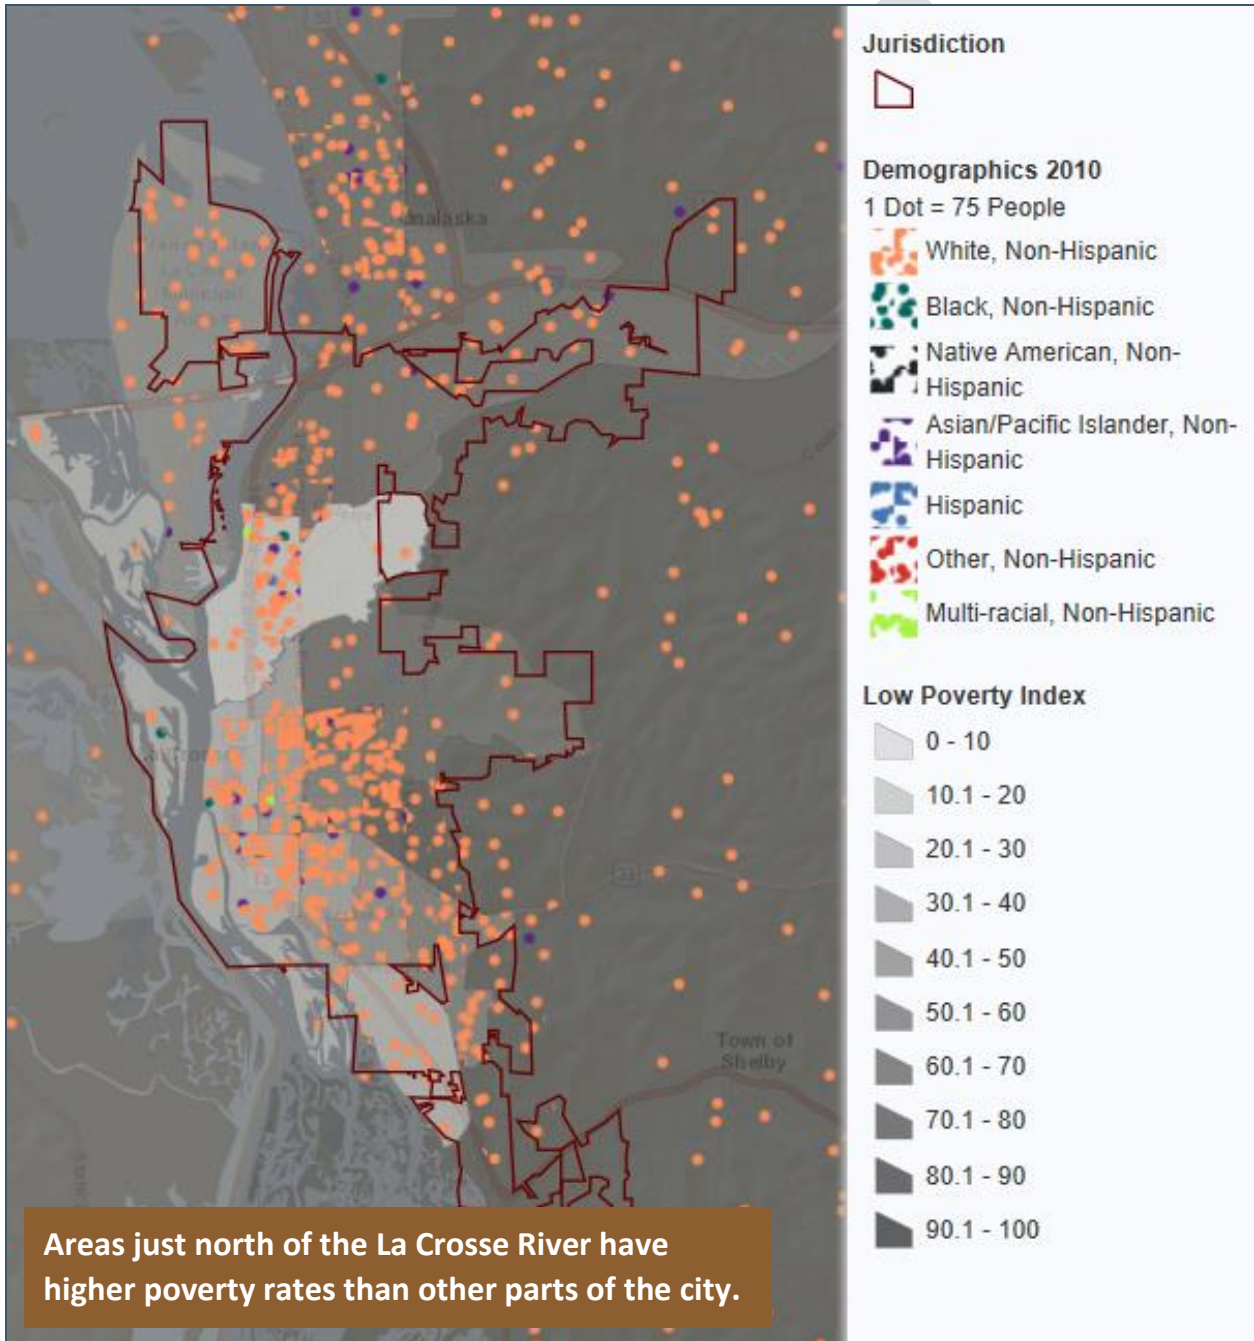 Jurisdiction
Demographics 2010
1 Dot = 75 People
White, Non-Hispanic
Black, Non-Hispanic
Native American, Non-
Hispanic
Asian/Pacific Islander, Non-
Hispanic
Hispanic
Other, Non-Hispanic
Multi-racial, Non-Hispanic
Low Poverty Index
0 - 10
10.1 - 20
20.1 - 30
30.1 - 40
40.1 - 50
50.1 - 60
60.1 - 70
70.1 - 80
80.1 - 90
90.1 - 100
53
33
Town of
Shelby
Areas just north of the La Crosse River have
higher poverty rates than other parts of the city.